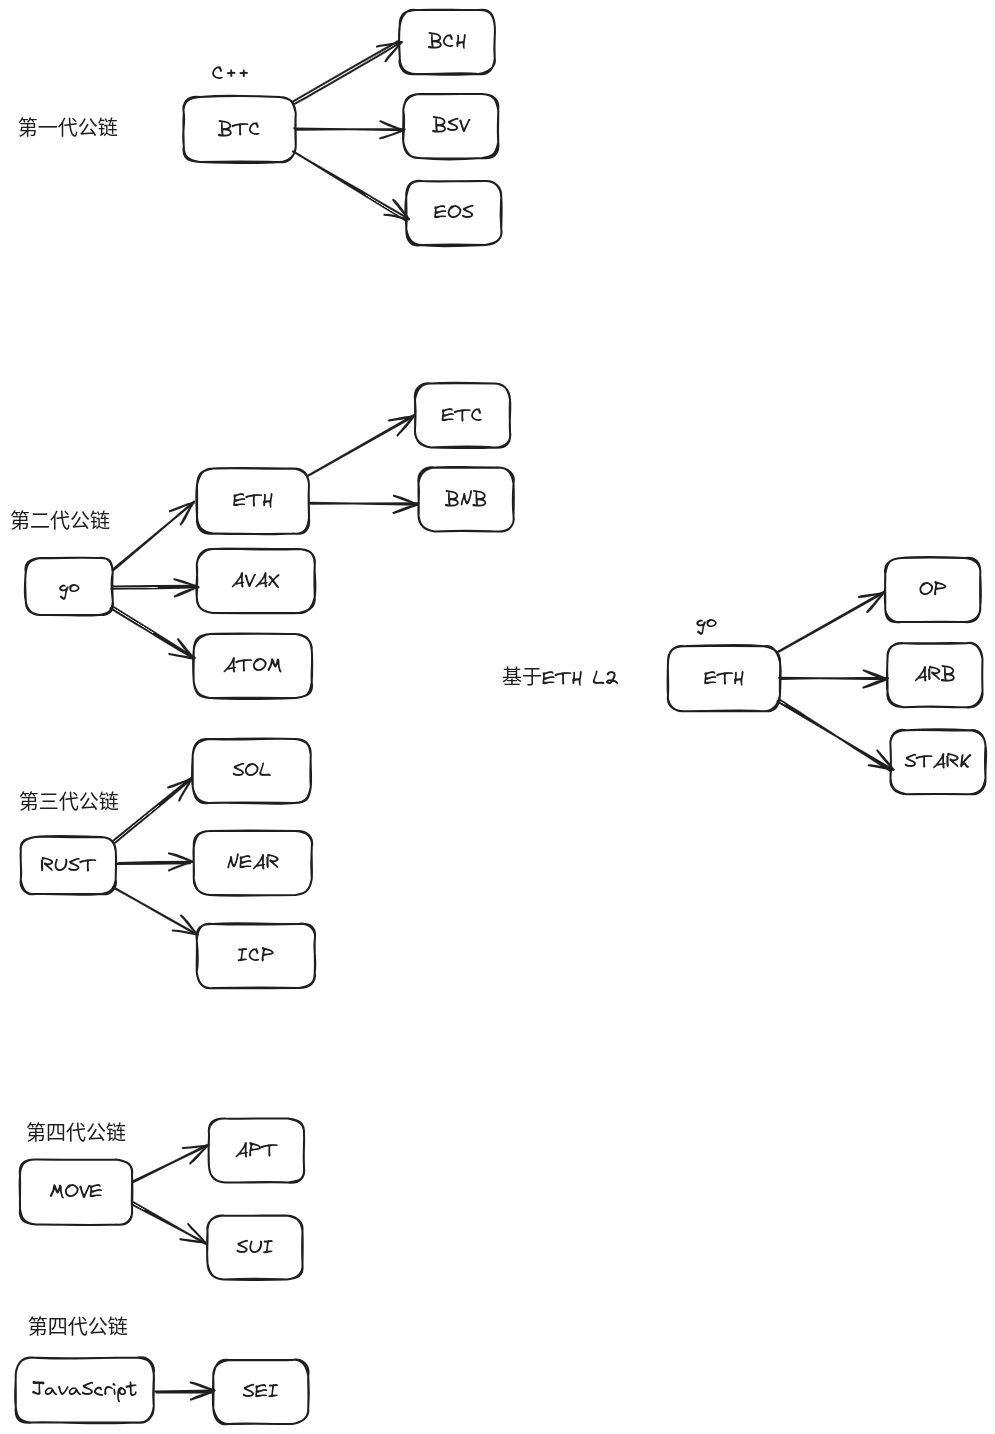 C++
第一代公链
BTC
BCH
BSV
EOS
第二代公链
go
ETH
ETC
BNB
AVAX
ATOM
基于ETH L2
go
ETH
OP
ARB
STARK
第三代公链
RUST
SOL
NEAR
ICP
第四代公链
MOVE
APT
SUI
第四代公链
JavaScript
SEI